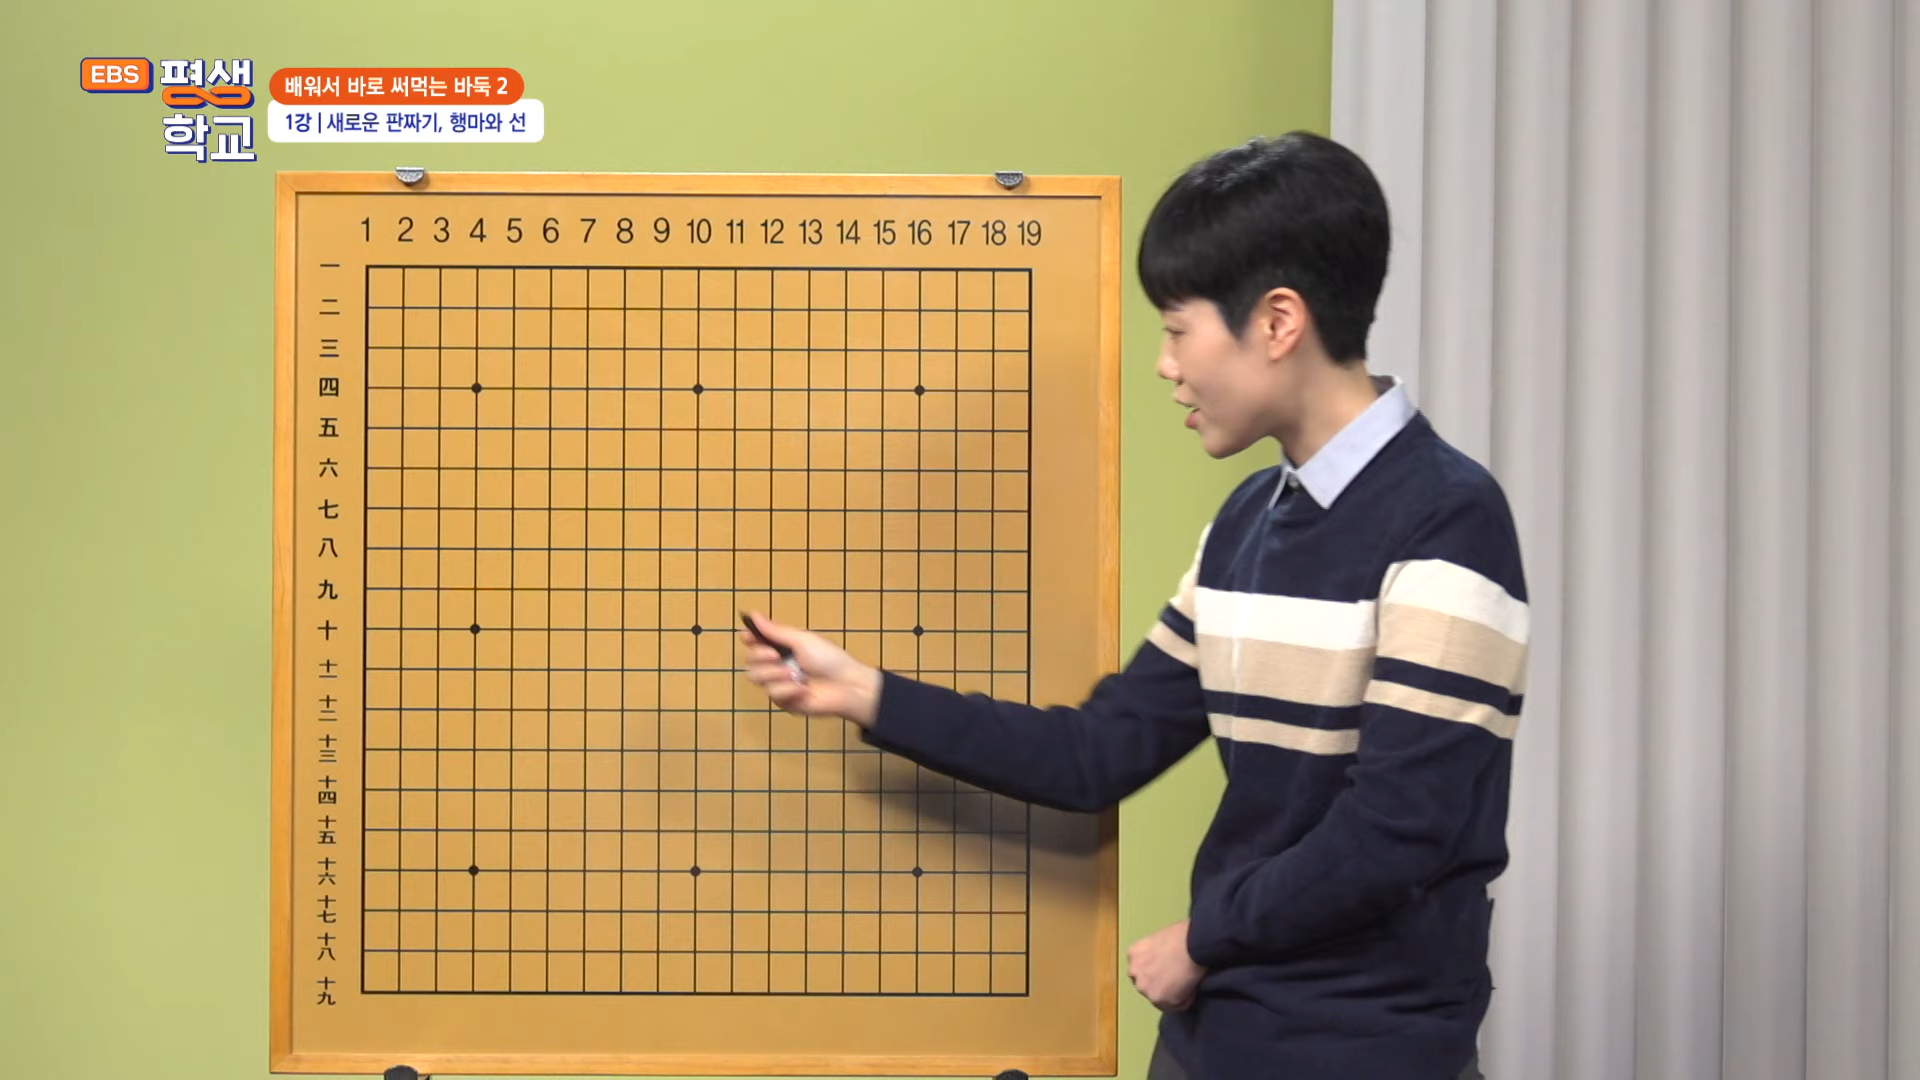 EBS 평생
학교
배워서 바로 써먹는 바둑 2
1강 | 새로운 판짜기, 행마와 선
1 2 3 4 5 6 7 8 9 10 11 12 13 14 15 16 17 18 19
一
二
三
四
五
六
七
八
九
十
十一
十二
十三
十四
十五
十六
十七
十八
十九